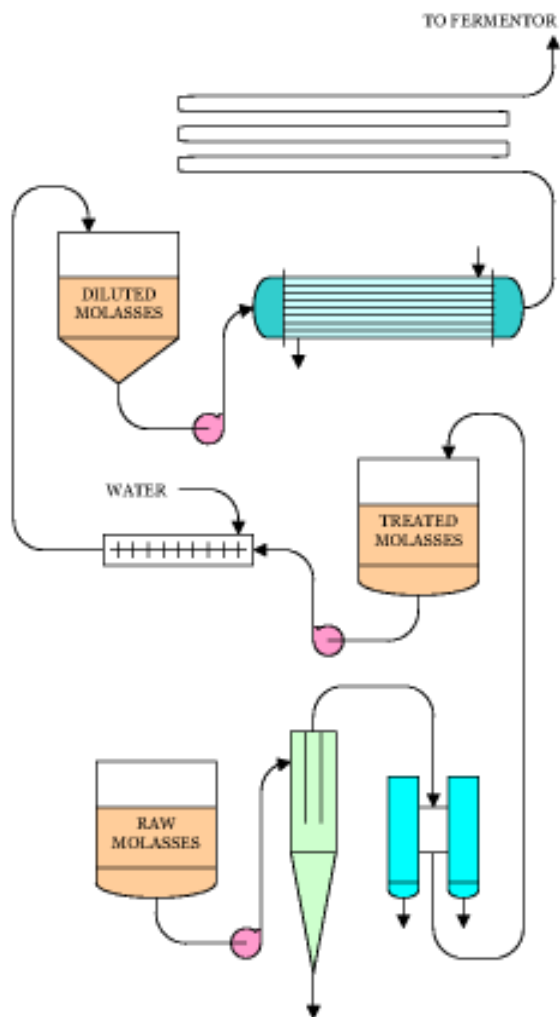 TO FERMENTOR
DILUTED
MOLASSES
WATER
TREATED
MOLASSES
RAW
MOLASSES